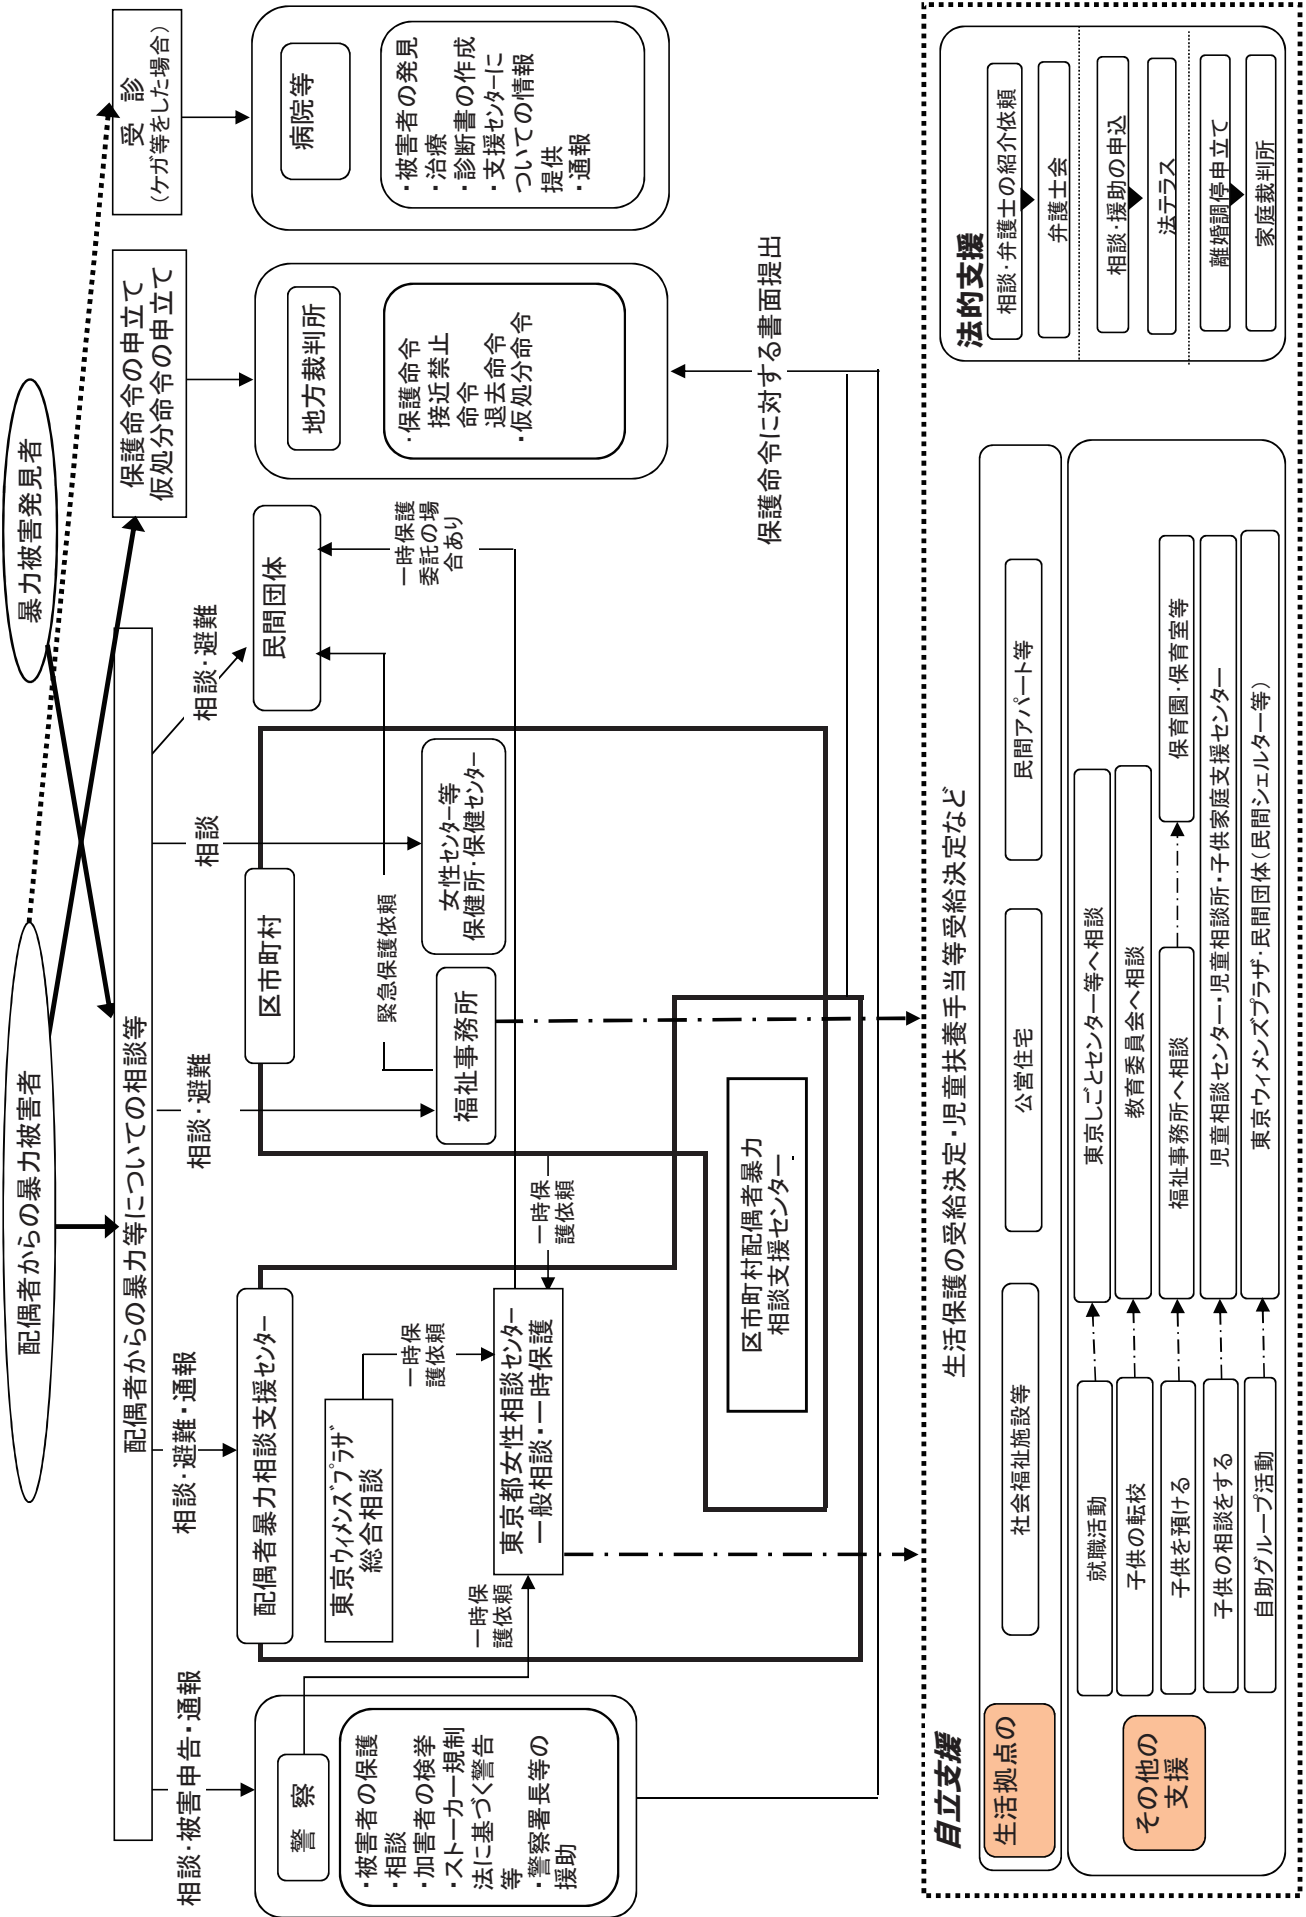 配偶者からの暴力被害者
暴力被害発見者
配偶者からの暴力等についての相談等
保護命令の申立て
仮処分命令の申立て
受　診
（ケガ等をした場合）
相談・被害申告・通報
相談・避難・通報
相談・避難
相談
相談・避難
警　察
・被害者の保護
・相談
・加害者の検挙
・ストーカー規制
法に基づく警告
等
・警察署長等の
援助
配偶者暴力相談支援センター
東京ウィメンズプラザ
総合相談
一時保
護依頼
一時保
護依頼
東京都女性相談センター
一般相談・一時保護
一時保
護依頼
区市町村
福祉事務所
女性センター等
保健所・保健センター
緊急保護依頼
区市町村配偶者暴力
相談支援センター
民間団体
一時保護
委託の場
合あり
地方裁判所
・保護命令
接近禁止
命令
退去命令
・仮処分命令
病院等
・被害者の発見
・治療
・診断書の作成
・支援センターに
ついての情報
提供
・通報
保護命令に対する書面提出
自立支援
生活保護の受給決定・児童扶養手当等受給決定など
生活拠点の
社会福祉施設等
公営住宅
民間アパート等
その他の
支援
就職活動
東京しごとセンター等へ相談
子供の転校
教育委員会へ相談
子供を預ける
福祉事務所へ相談
保育園・保育室等
子供の相談をする
児童相談センター・児童相談所・子供家庭支援センター
自助グループ活動
東京ウィメンズプラザ・民間団体（民間シェルター等）
法的支援
相談・弁護士の紹介依頼
弁護士会
相談・援助の申込
法テラス
離婚調停申立て
家庭裁判所